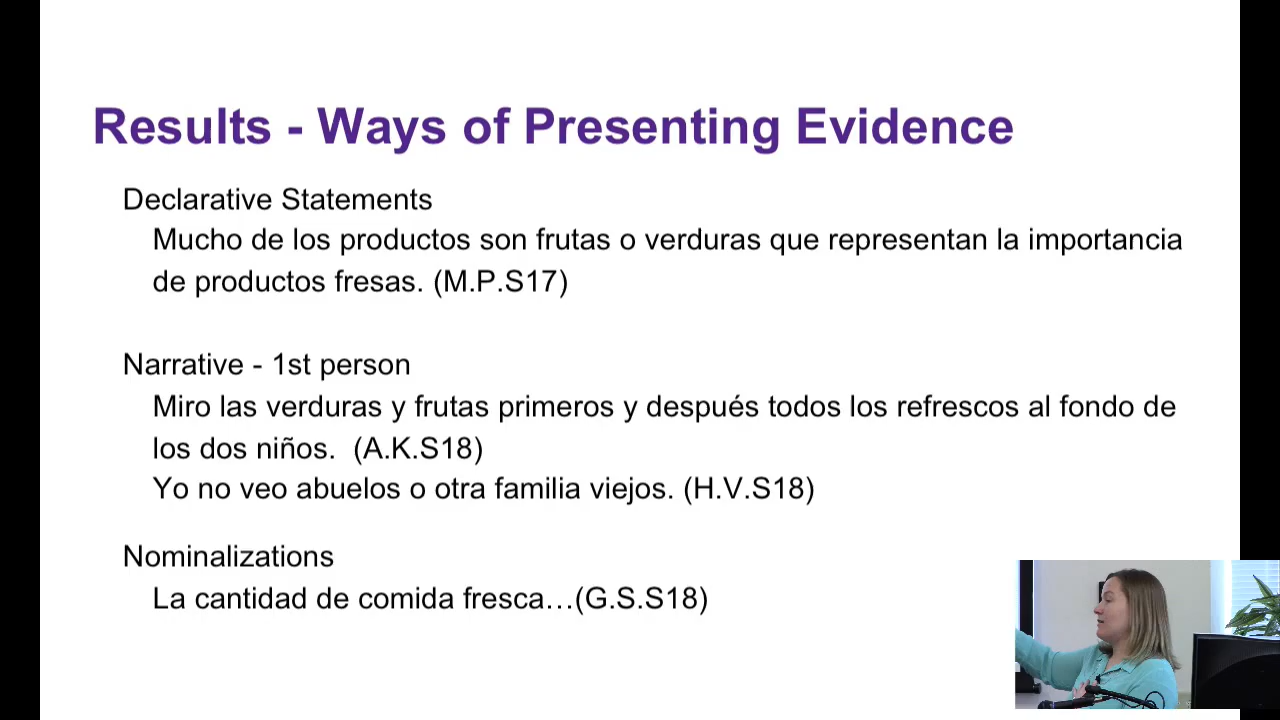 Results - Ways of Presenting Evidence
Declarative Statements
Mucho de los productos son frutas o verduras que representan la importancia
de productos fresas. (M.P.S17)
Narrative - 1st person
Miro las verduras y frutas primeros y después todos los refrescos al fondo de
los dos niños.  (A.K.S18)
Yo no veo abuelos o otra familia viejos. (H.V.S18)
Nominalizations
La cantidad de comida fresca…(G.S.S18)